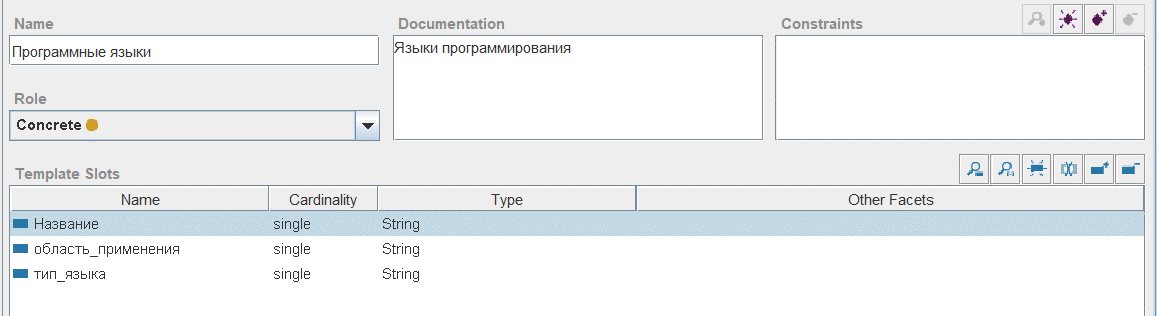 Name
Documentation
Constraints
Программные языки
Языки программирования
Role
Concrete
Template Slots
Name Cardinality Type Other Facets
Название single String
область_применения single String
тип_языка single String